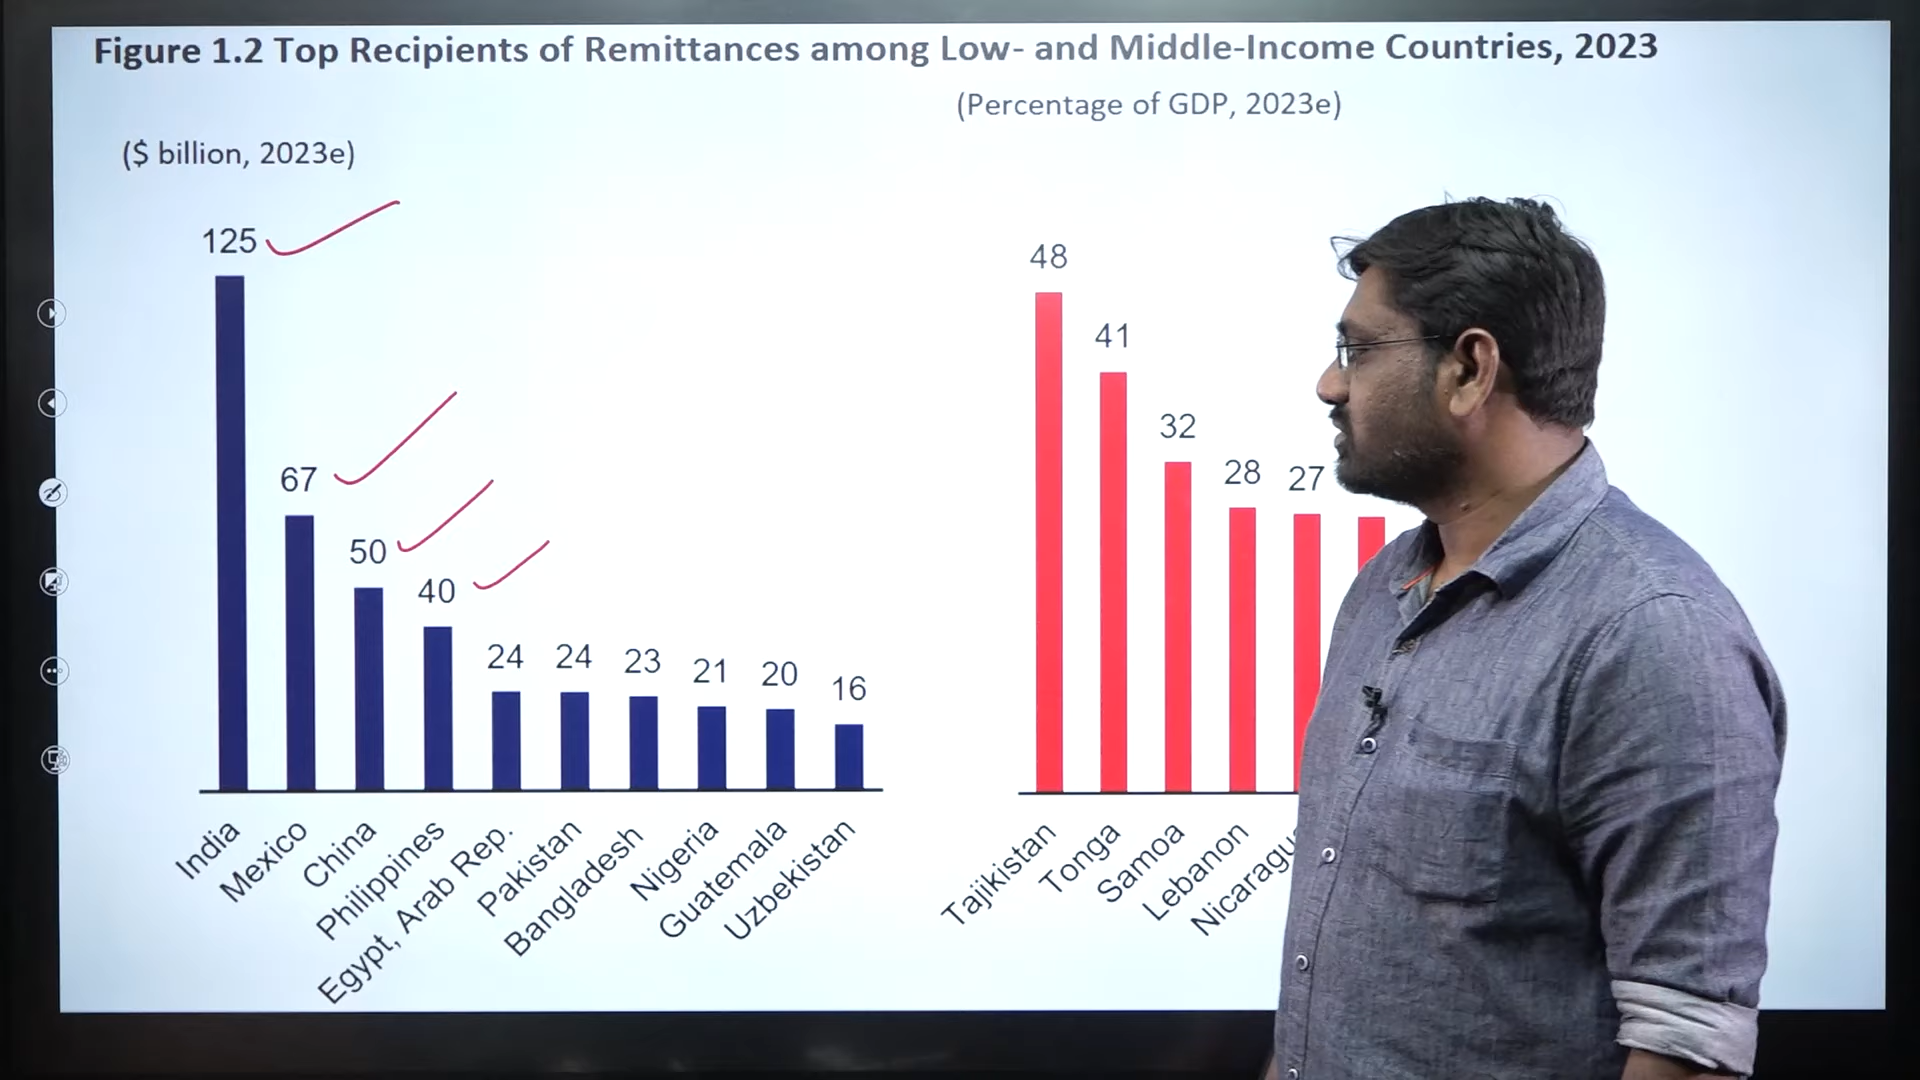 Figure 1.2 Top Recipients of Remittances among Low- and Middle-Income Countries, 2023
(Percentage of GDP, 2023e)
($ billion, 2023e)
125
67
50
40
24
24
23
21
20
16
India
Mexico
China
Philippines
Egypt, Arab Rep.
Pakistan
Bangladesh
Nigeria
Guatemala
Uzbekistan
48
41
32
28
27
Tajikistan
Tonga
Samoa
Lebanon
Nicaragu